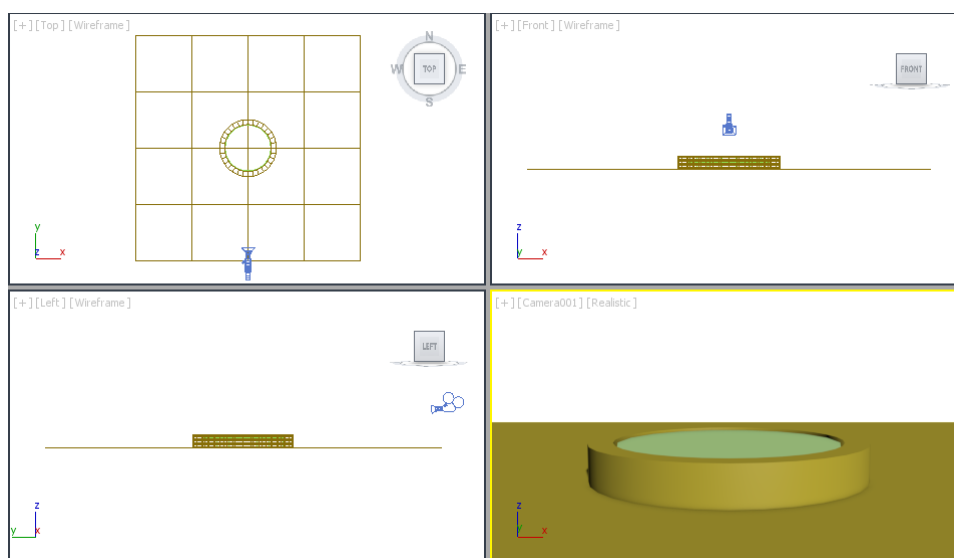 [+] [Top] [Wireframe]
N
W TOP E
S
y
z x
[+] [Front] [Wireframe]
FRONT
z
y x
[+] [Left] [Wireframe]
LEFT
z
y x
[+] [Camera001] [Realistic]
z
y x